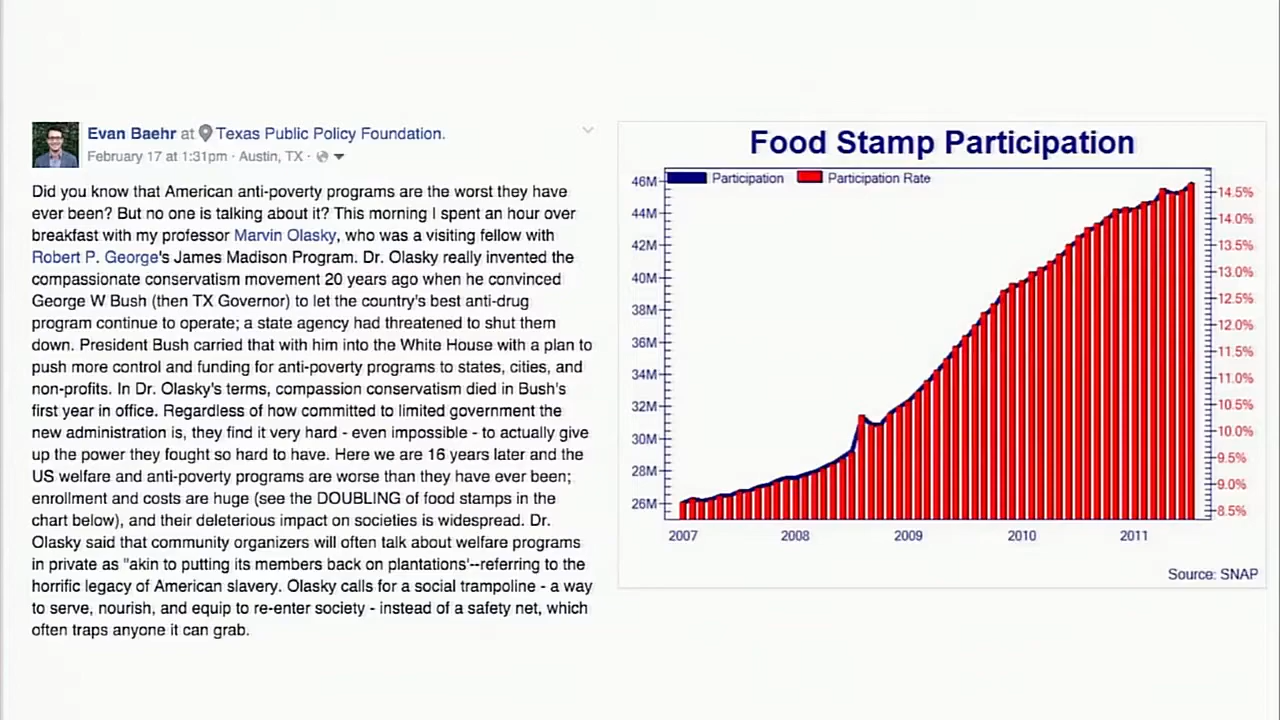 Evan Baehr at Texas Public Policy Foundation.
February 17 at 1:31pm · Austin, TX ·
Did you know that American anti-poverty programs are the worst they have
ever been? But no one is talking about it? This morning I spent an hour over
breakfast with my professor Marvin Olasky, who was a visiting fellow with
Robert P. George's James Madison Program. Dr. Olasky really invented the
compassionate conservatism movement 20 years ago when he convinced
George W Bush (then TX Governor) to let the country's best anti-drug
program continue to operate; a state agency had threatened to shut them
down. President Bush carried that with him into the White House with a plan to
push more control and funding for anti-poverty programs to states, cities, and
non-profits. In Dr. Olasky's terms, compassion conservatism died in Bush's
first year in office. Regardless of how committed to limited government the
new administration is, they find it very hard - even impossible - to actually give
up the power they fought so hard to have. Here we are 16 years later and the
US welfare and anti-poverty programs are worse than they have ever been;
enrollment and costs are huge (see the DOUBLING of food stamps in the
chart below), and their deleterious impact on societies is widespread. Dr.
Olasky said that community organizers will often talk about welfare programs
in private as "akin to putting its members back on plantations'--referring to the
horrific legacy of American slavery. Olasky calls for a social trampoline - a way
to serve, nourish, and equip to re-enter society - instead of a safety net, which
often traps anyone it can grab.
Food Stamp Participation
Participation Participation Rate
46M
44M
42M
40M
38M
36M
34M
32M
30M
28M
26M
14.5%
14.0%
13.5%
13.0%
12.5%
12.0%
11.5%
11.0%
10.5%
10.0%
9.5%
9.0%
8.5%
2007 2008 2009 2010 2011
Source: SNAP